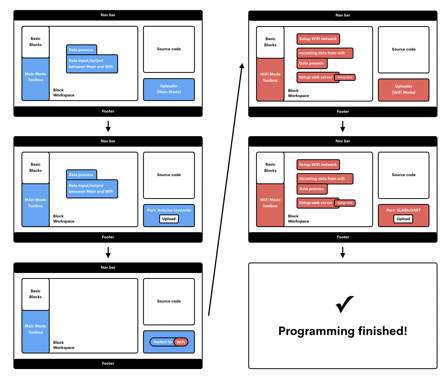 Nav bar
Basic
Blocks
Main-Mode
Toolbox
Data process
Data input/output
between Main and WiFi
Block
Workspace
Source code
Uploader
(Main-Mode)
Footer
Nav bar
Basic
Blocks
Main-Mode
Toolbox
Data process
Data input/output
between Main and WiFi
Block
Workspace
Source code
Port: Arduino Leonardo
Upload
Footer
Nav bar
Basic
Blocks
Main-Mode
Toolbox
Block
Workspace
Source code
Switch to WiFi
Footer
Nav bar
Basic
Blocks
WiFi-Mode
Toolbox
Setup WiFi network
Incoming data from wifi
Data process
Setup web server
Block
Workspace
Source code
Uploader
(WiFi Mode)
Footer
Nav bar
Basic
Blocks
WiFi-Mode
Toolbox
Setup WiFi network
Incoming data from wifi
Data process
Setup web server
Block
Workspace
Source code
Upload
Footer
Programming finished!